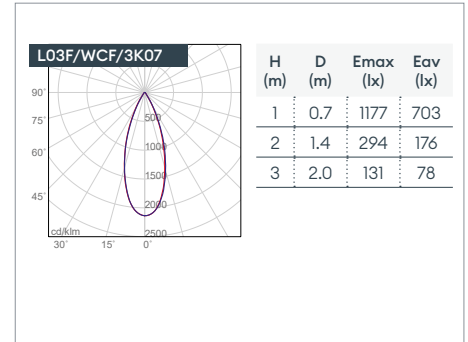 L03F/WCF/3K07
90°
75°
60°
45°
30° 15° 0°
500
1000
1500
2000
2500
cd/klm
H D Emax Eav
(m) (m) (lx) (lx)
1 0.7 1177 703
2 1.4 294 176
3 2.0 131 78